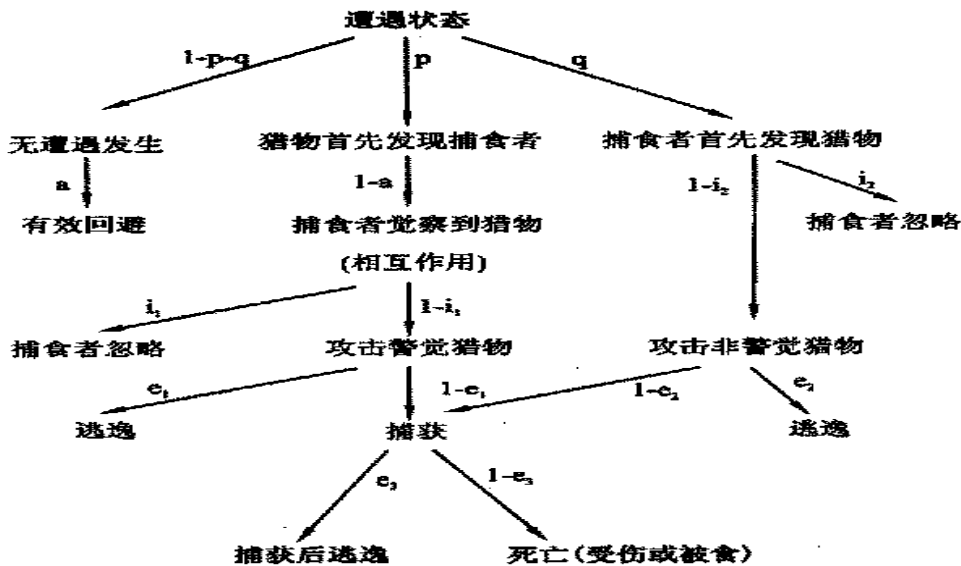 遭遇状态
1-p-q p q
无遭遇发生 猎物首先发现捕食者 捕食者首先发现猎物
a 1-a 1-i₂ i₂
有效回避 捕食者觉察到猎物 捕食者忽略
(相互作用)
i₁ 1-i₁
捕食者忽略 攻击警觉猎物 攻击非警觉猎物
e₁ 1-e₁ 1-e₂ e₂
逃逸 捕获 逃逸
e₃ 1-e₃
捕获后逃逸 死亡(受伤或被食)